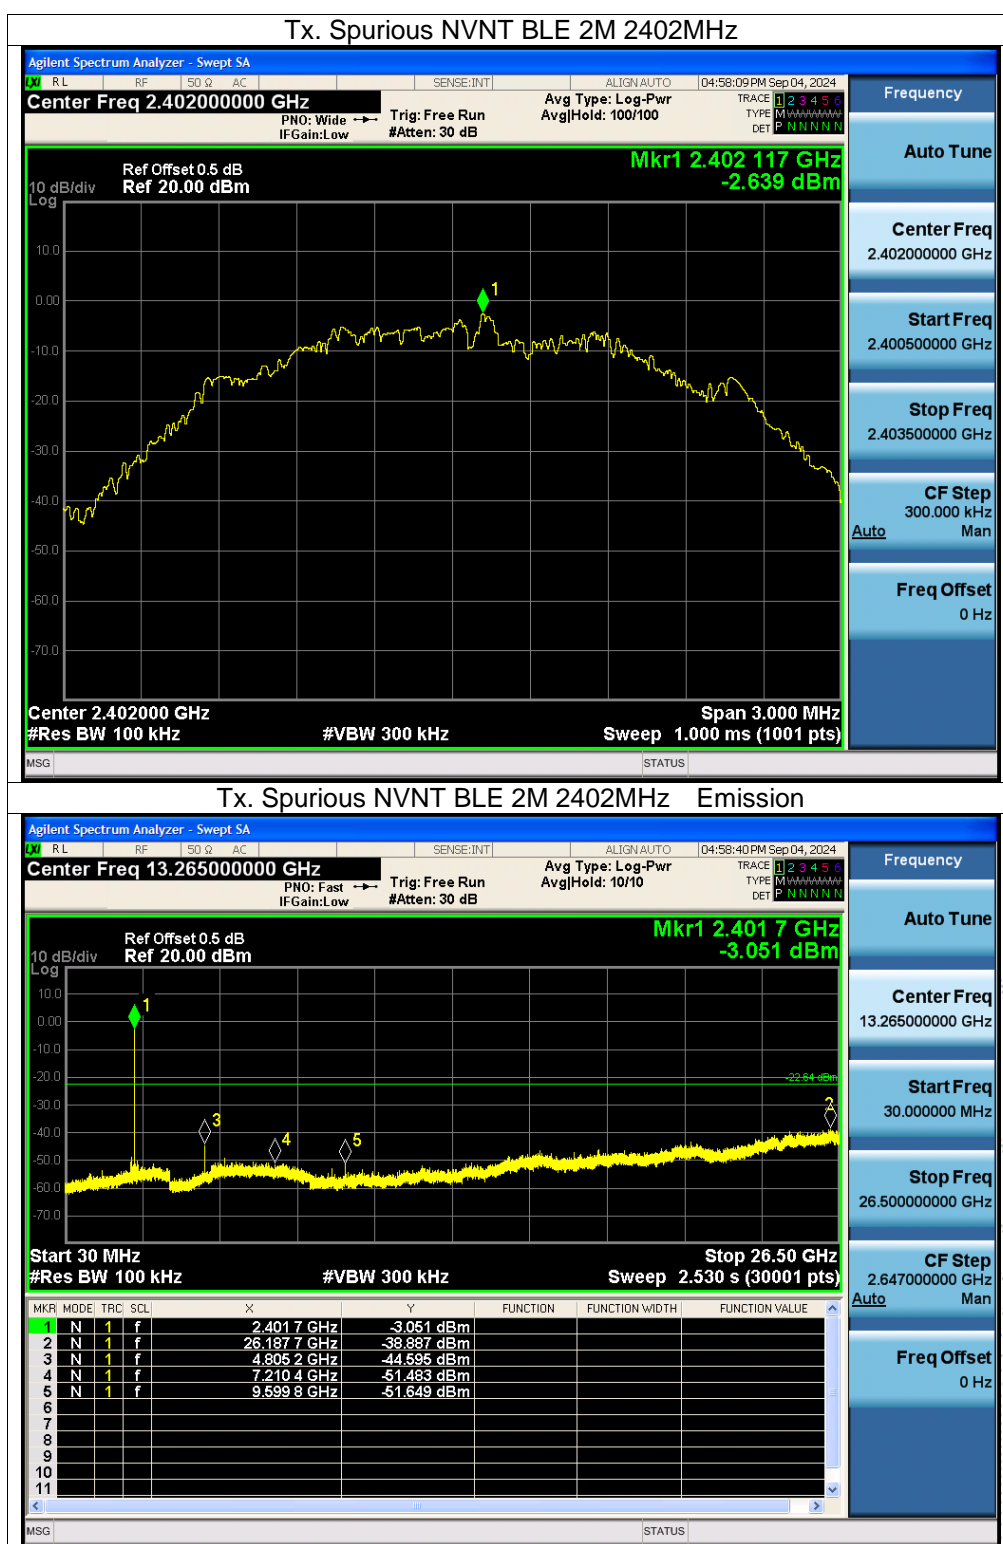 Tx. Spurious NVNT BLE 2M 2402MHz
Agilent Spectrum Analyzer - Swept SA
LXI RL RF 50 Ω AC SENSE:INT ALIGN AUTO 04:58:09 PM Sep 04, 2024
Center Freq 2.402000000 GHz
PNO: Wide
IFGain:Low
Trig: Free Run
#Atten: 30 dB
Avg Type: Log-Pwr
Avg|Hold: 100/100
TRACE 1 2 3 4 5 6
TYPE MWWWWW
DET P N N N N N
Frequency
Auto Tune
Center Freq
2.402000000 GHz
Start Freq
2.400500000 GHz
Stop Freq
2.403500000 GHz
CF Step
300.000 kHz
Auto Man
Freq Offset
0 Hz
Mkr1 2.402 117 GHz
-2.639 dBm
Ref Offset 0.5 dB
10 dB/div Ref 20.00 dBm
Log
10.0
0.00
-10.0
-20.0
-30.0
-40.0
-50.0
-60.0
-70.0
1
Center 2.402000 GHz Span 3.000 MHz
#Res BW 100 kHz #VBW 300 kHz Sweep 1.000 ms (1001 pts)
MSG STATUS
Tx. Spurious NVNT BLE 2M 2402MHz Emission
Agilent Spectrum Analyzer - Swept SA
LXI RL RF 50 Ω AC SENSE:INT ALIGN AUTO 04:58:40 PM Sep 04, 2024
Center Freq 13.265000000 GHz
PNO: Fast
IFGain:Low
Trig: Free Run
#Atten: 30 dB
Avg Type: Log-Pwr
Avg|Hold: 10/10
TRACE 1 2 3 4 5 6
TYPE MWWWWW
DET P N N N N N
Frequency
Auto Tune
Center Freq
13.265000000 GHz
Start Freq
30.000000 MHz
Stop Freq
26.500000000 GHz
CF Step
2.647000000 GHz
Auto Man
Freq Offset
0 Hz
Mkr1 2.401 7 GHz
-3.051 dBm
Ref Offset 0.5 dB
10 dB/div Ref 20.00 dBm
Log
10.0
0.00
-10.0
-20.0
-30.0
-40.0
-50.0
-60.0
-70.0
1
-22.64 dBm
2
3
4
5
Start 30 MHz Stop 26.50 GHz
#Res BW 100 kHz #VBW 300 kHz Sweep 2.530 s (30001 pts)
MKR MODE TRC SCL X Y FUNCTION FUNCTION WIDTH FUNCTION VALUE
1 N 1 f 2.401 7 GHz -3.051 dBm
2 N 1 f 26.187 7 GHz -38.887 dBm
3 N 1 f 4.805 2 GHz -44.595 dBm
4 N 1 f 7.210 4 GHz -51.483 dBm
5 N 1 f 9.599 8 GHz -51.649 dBm
6
7
8
9
10
11
MSG STATUS